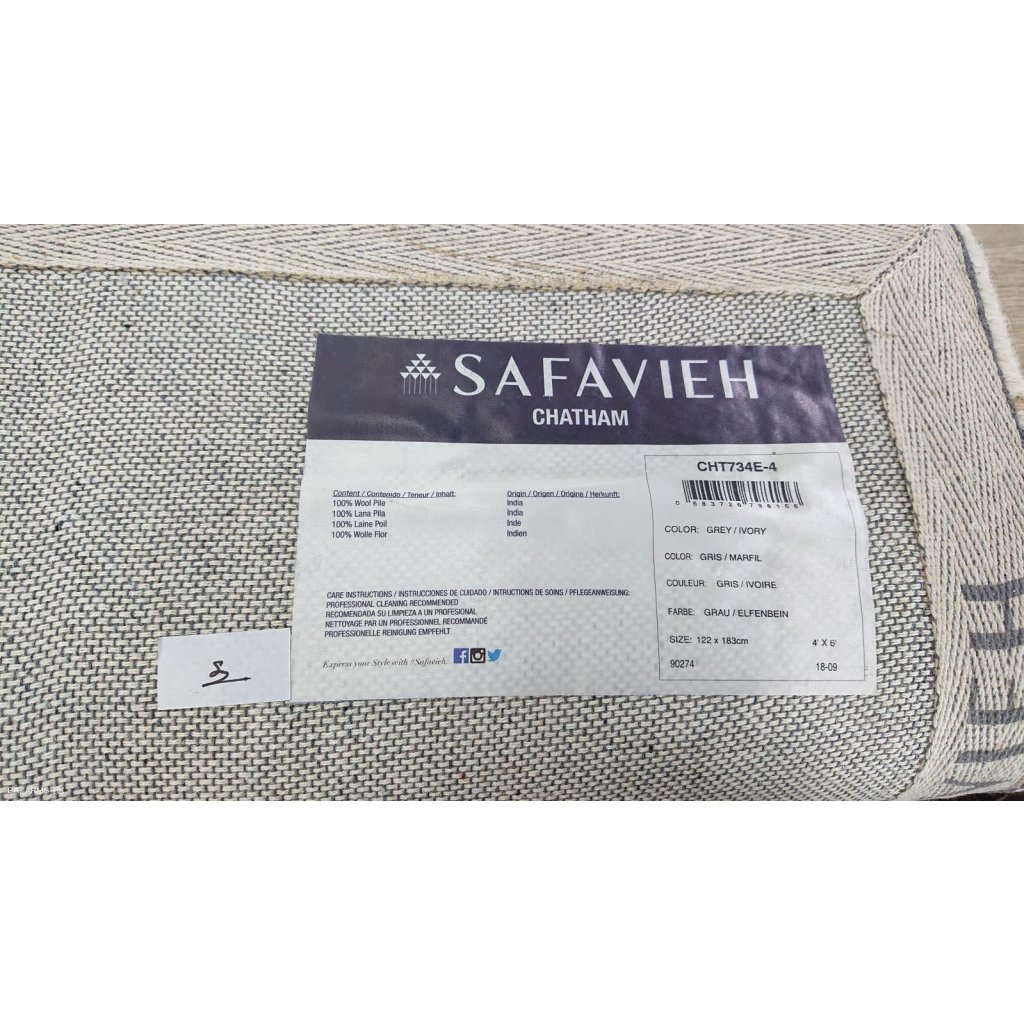 SAFAVIEH
CHATHAM
Content / Contenido / Teneur / Inhalt:
100% Wool Pile
100% Lana Pila
100% Laine Poil
100% Wolle Flor
Origin / Origen / Origine / Herkunft:
India
India
Inde
Indien
CARE INSTRUCTIONS / INSTRUCCIONES DE CUIDADO / INTRUCTIONS DE SOINS / PFLEGEANWEISUNG:
PROFESSIONAL CLEANING RECOMMENDED
RECOMENDADA SU LIMPIEZA A UN PROFESIONAL
NETTOYAGE PAR UN PROFESSIONNEL RECOMMANDÉ
PROFESSIONELLE REINIGUNG EMPFEHLT
Express your Style with #Safavieh.
CHT734E-4
0 683726 798156
COLOR: GREY / IVORY
COLOR: GRIS / MARFIL
COULEUR: GRIS / IVOIRE
FARBE: GRAU / ELFENBEIN
SIZE: 122 x 183cm 4' X 6'
90274 18-09